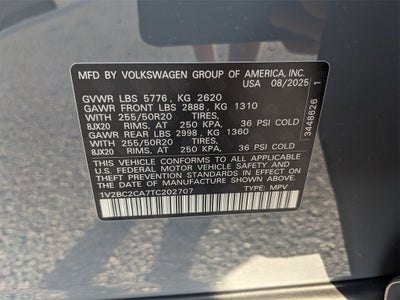 MFD BY VOLKSWAGEN GROUP OF AMERICA, INC.
USA 08/2025
GVWR LBS 5776, KG 2620
GAWR FRONT LBS 2888, KG 1310
WITH 255/50R20 TIRES,
8JX20 RIMS, AT 250 KPA, 36 PSI COLD
GAWR REAR LBS 2998, KG 1360
WITH 255/50R20 TIRES,
8JX20 RIMS, AT 250 KPA, 36 PSI COLD
THIS VEHICLE CONFORMS TO ALL APPLICABLE
U.S. FEDERAL MOTOR VEHICLE SAFETY AND
THEFT PREVENTION STANDARDS IN EFFECT ON
THE DATE OF MANUFACTURE SHOWN ABOVE.
1V2BC2CA7TC202707 TYPE: MPV
3448626 1